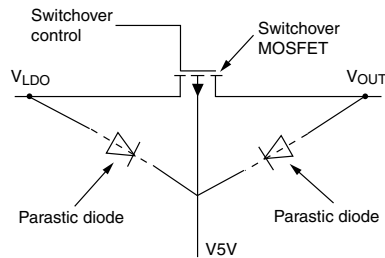 Switchover
control
Switchover
MOSFET
VLDO
VOUT
Parastic diode
Parastic diode
V5V